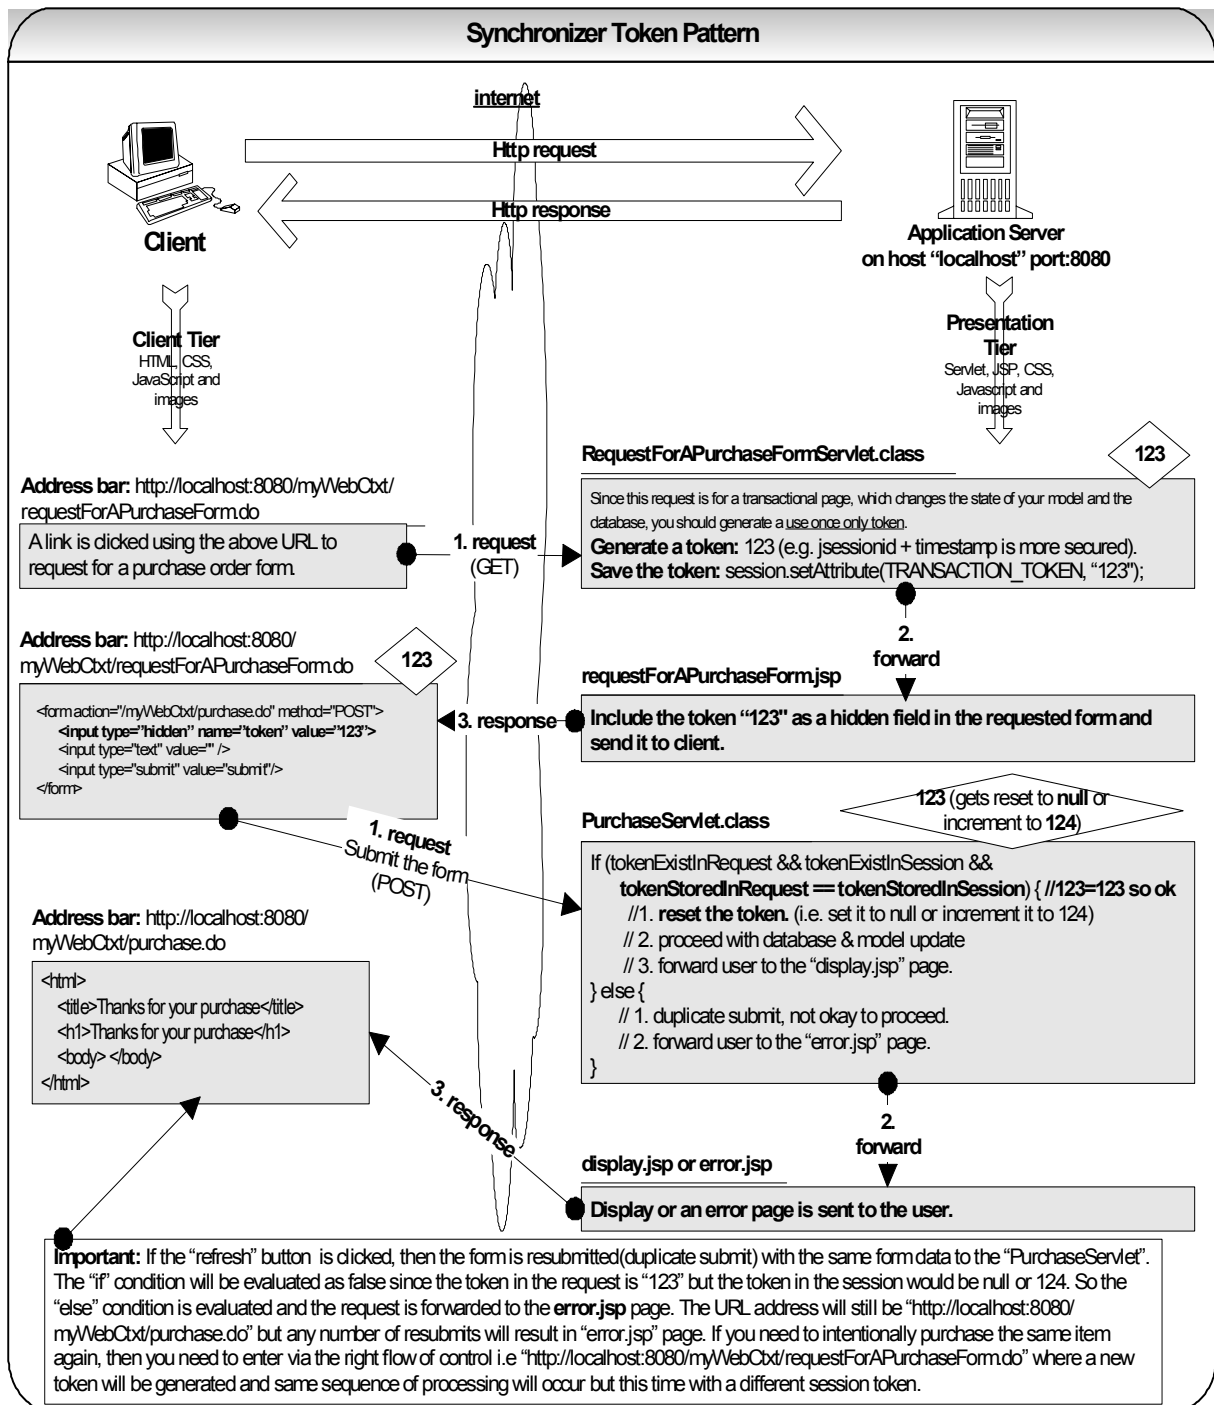 Synchronizer Token Pattern
internet
Http request
Http response
Client
Application Server
on host “localhost” port:8080
Client Tier
HTML, CSS,
JavaScript and
images
Presentation
Tier
Servlet, JSP, CSS,
Javascript and
images
RequestForAPurchaseFormServlet.class
123
Address bar: http://localhost:8080/myWebCtxt/
requestForAPurchaseForm.do
A link is clicked using the above URL to
request for a purchase order form.
1. request
(GET)
Since this request is for a transactional page, which changes the state of your model and the
database, you should generate a use once only token.
Generate a token: 123 (e.g. jsessionid + timestamp is more secured).
Save the token: session.setAttribute(TRANSACTION_TOKEN, “123”);
2.
forward
Address bar: http://localhost:8080/
myWebCtxt/requestForAPurchaseForm.do
123
requestForAPurchaseForm.jsp
<form action="/myWebCtxt/purchase.do" method="POST">
<input type="hidden" name="token" value="123">
<input type="text" value="" />
<input type="submit" value="submit"/>
</form>
3. response
Include the token “123" as a hidden field in the requested form and
send it to client.
123 (gets reset to null or
increment to 124)
PurchaseServlet.class
1. request
Submit the form
(POST)
If (tokenExistInRequest && tokenExistInSession &&
tokenStoredInRequest == tokenStoredInSession) { //123=123 so ok
//1. reset the token. (i.e. set it to null or increment it to 124)
// 2. proceed with database & model update
// 3. forward user to the “display.jsp” page.
} else {
// 1. duplicate submit, not okay to proceed.
// 2. forward user to the “error.jsp” page.
}
Address bar: http://localhost:8080/
myWebCtxt/purchase.do
<html>
<title>Thanks for your purchase</title>
<h1>Thanks for your purchase</h1>
<body> </body>
</html>
3. response
2.
forward
display.jsp or error.jsp
Display or an error page is sent to the user.
Important: If the “refresh” button is clicked, then the form is resubmitted(duplicate submit) with the same form data to the “PurchaseServlet”.
The “if” condition will be evaluated as false since the token in the request is “123” but the token in the session would be null or 124. So the
“else” condition is evaluated and the request is forwarded to the error.jsp page. The URL address will still be “http://localhost:8080/
myWebCtxt/purchase.do” but any number of resubmits will result in “error.jsp” page. If you need to intentionally purchase the same item
again, then you need to enter via the right flow of control i.e “http://localhost:8080/myWebCtxt/requestForAPurchaseForm.do” where a new
token will be generated and same sequence of processing will occur but this time with a different session token.